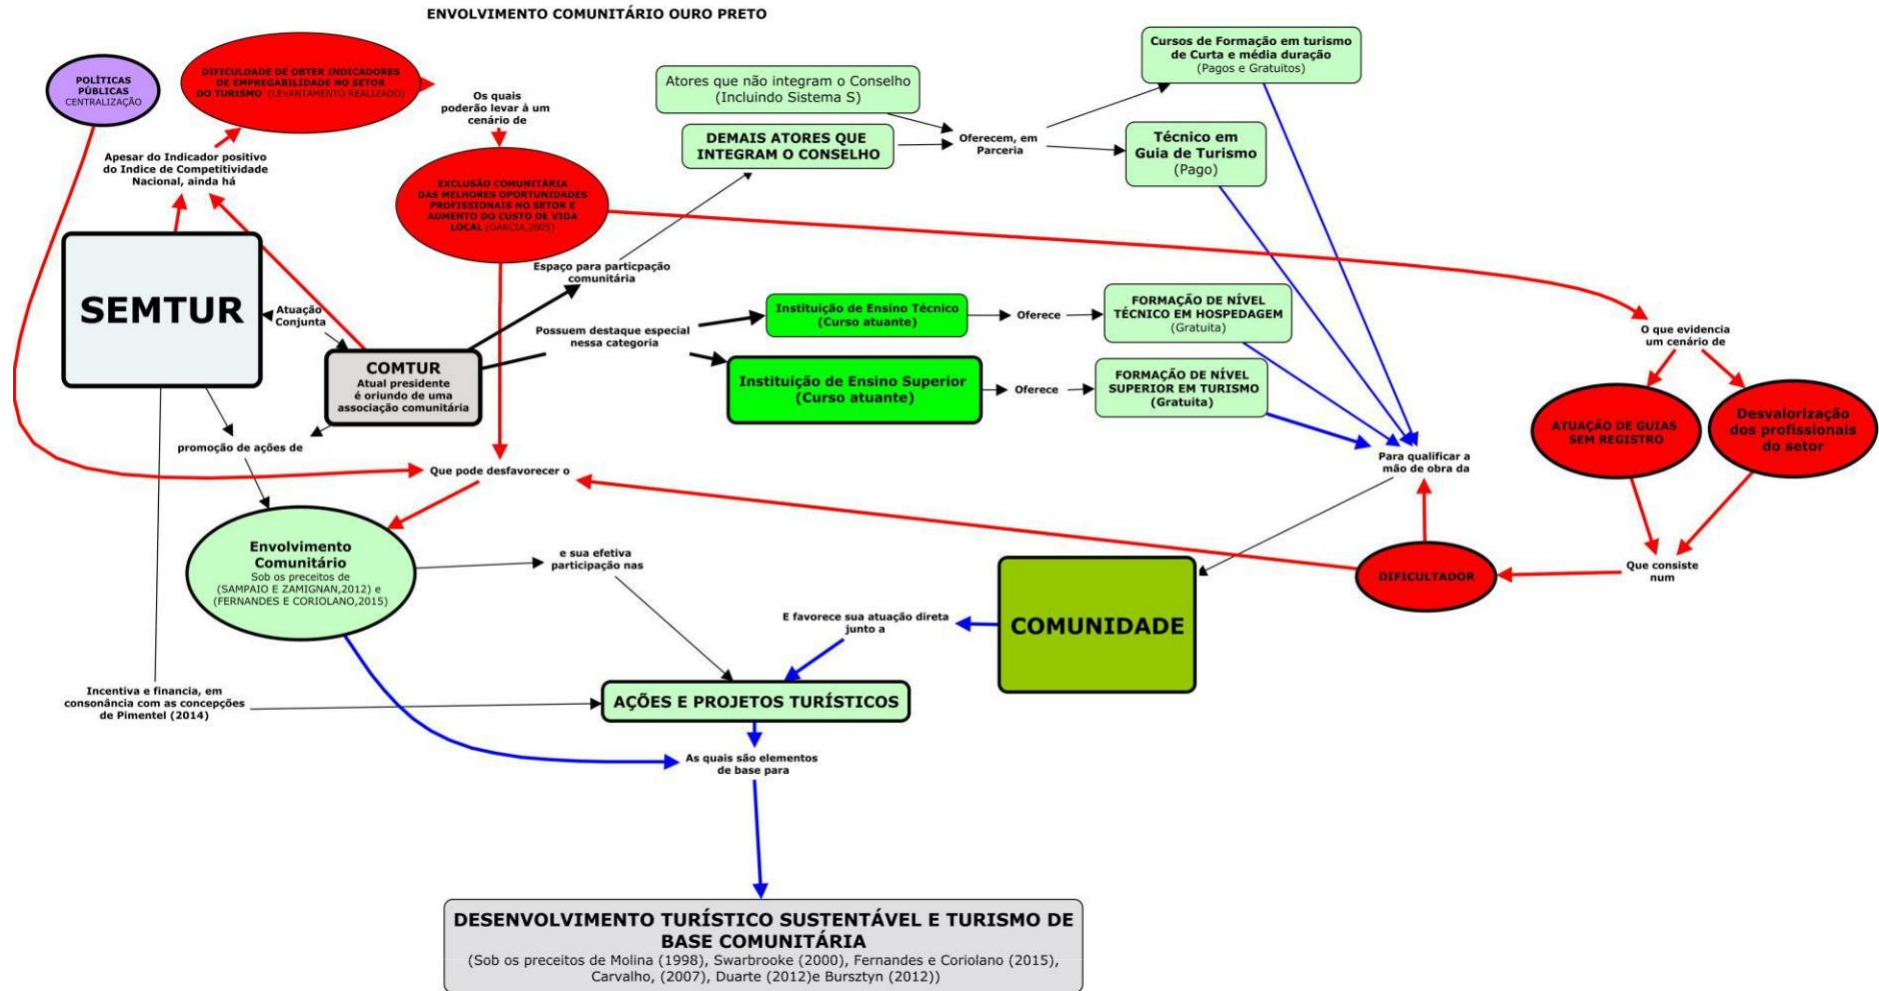 ENVOLVIMENTO COMUNITÁRIO OURO PRETO
POLÍTICAS
PÚBLICAS
CENTRALIZAÇÃO
DIFICULDADE DE OBTER INDICADORES
DE EMPREGABILIDADE NO SETOR
DO TURISMO (LEVANTAMENTO REALIZADO)
Os quais
poderão levar à um
cenário de
Apesar do Indicador positivo
do Indice de Competitividade
Nacional, ainda há
EXCLUSÃO COMUNITÁRIA
DAS MELHORES OPORTUNIDADES
PROFISSIONAIS NO SETOR E
AUMENTO DO CUSTO DE VIDA
LOCAL (GARCIA,2005)
Atores que não integram o Conselho
(Incluindo Sistema S)
DEMAIS ATORES QUE
INTEGRAM O CONSELHO
Oferecem, em
Parceria
Cursos de Formação em turismo
de Curta e média duração
(Pagos e Gratuitos)
Técnico em
Guia de Turismo
(Pago)
SEMTUR
Atuação
Conjunta
COMTUR
Atual presidente
é oriundo de uma
associação comunitária
Espaço para particpação
comunitária
Possuem destaque especial
nessa categoria
Instituição de Ensino Técnico
(Curso atuante)
Oferece
FORMAÇÃO DE NÍVEL
TÉCNICO EM HOSPEDAGEM
(Gratuita)
Instituição de Ensino Superior
(Curso atuante)
Oferece
FORMAÇÃO DE NÍVEL
SUPERIOR EM TURISMO
(Gratuita)
O que evidencia
um cenário de
ATUAÇÃO DE GUIAS
SEM REGISTRO
Desvalorização
dos profissionais
do setor
promoção de ações de
Que pode desfavorecer o
Para qualificar a
mão de obra da
Envolvimento
Comunitário
Sob os preceitos de
(SAMPAIO E ZAMIGNAN,2012) e
(FERNANDES E CORIOLANO,2015)
e sua efetiva
participação nas
DIFICULTADOR
Que consiste
num
COMUNIDADE
E favorece sua atuação direta
junto a
Incentiva e financia, em
consonância com as concepções
de Pimentel (2014)
AÇÕES E PROJETOS TURÍSTICOS
As quais são elementos
de base para
DESENVOLVIMENTO TURÍSTICO SUSTENTÁVEL E TURISMO DE
BASE COMUNITÁRIA
(Sob os preceitos de Molina (1998), Swarbrooke (2000), Fernandes e Coriolano (2015),
Carvalho, (2007), Duarte (2012)e Bursztyn (2012))